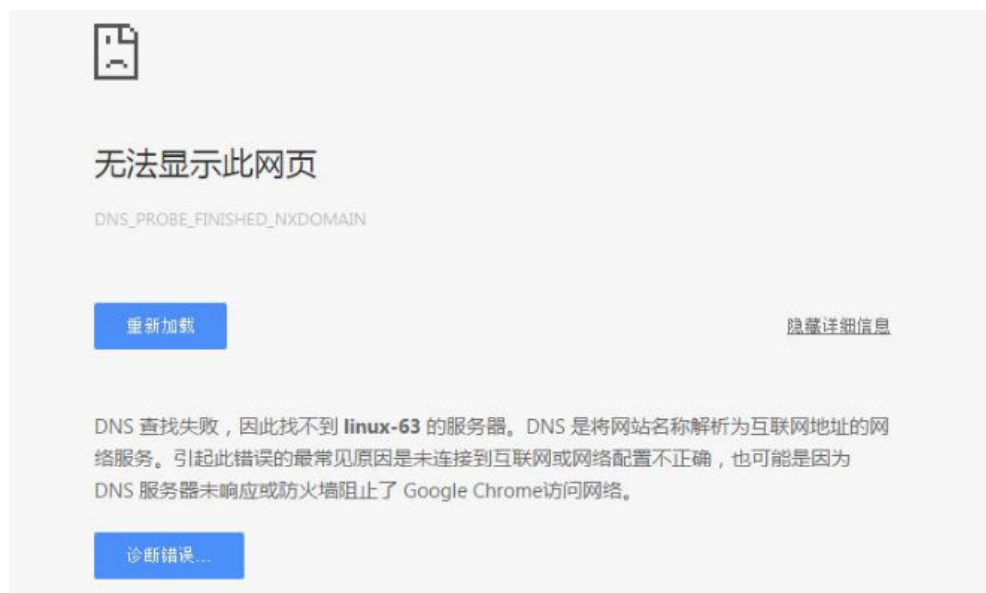 无法显示此网页
DNS_PROBE_FINISHED_NXDOMAIN
重新加载
隐藏详细信息
DNS 查找失败，因此找不到 linux-63 的服务器。DNS 是将网站名称解析为互联网地址的网
络服务。引起此错误的最常见原因是未连接到互联网或网络配置不正确，也可能是因为
DNS 服务器未响应或防火墙阻止了 Google Chrome访问网络。
诊断错误...